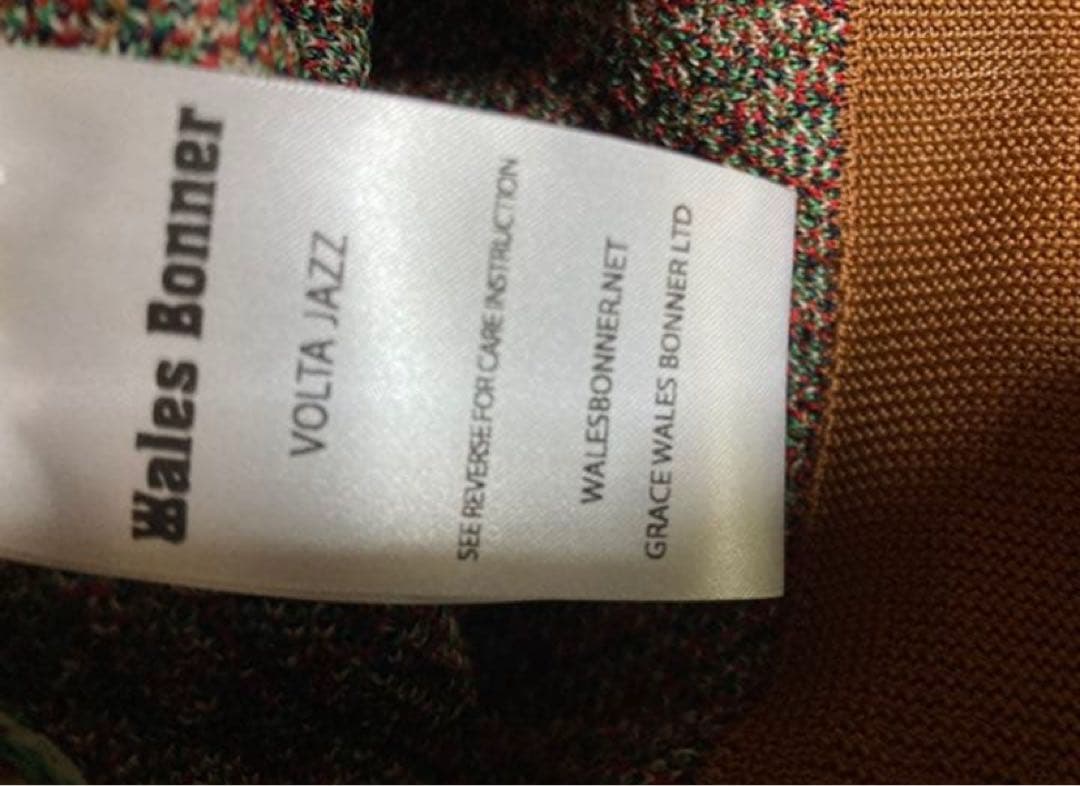 Wales Bonner
VOLTA JAZZ
SEE REVERSE FOR CARE INSTRUCTION
WALESBONNER.NET
GRACE WALES BONNER LTD